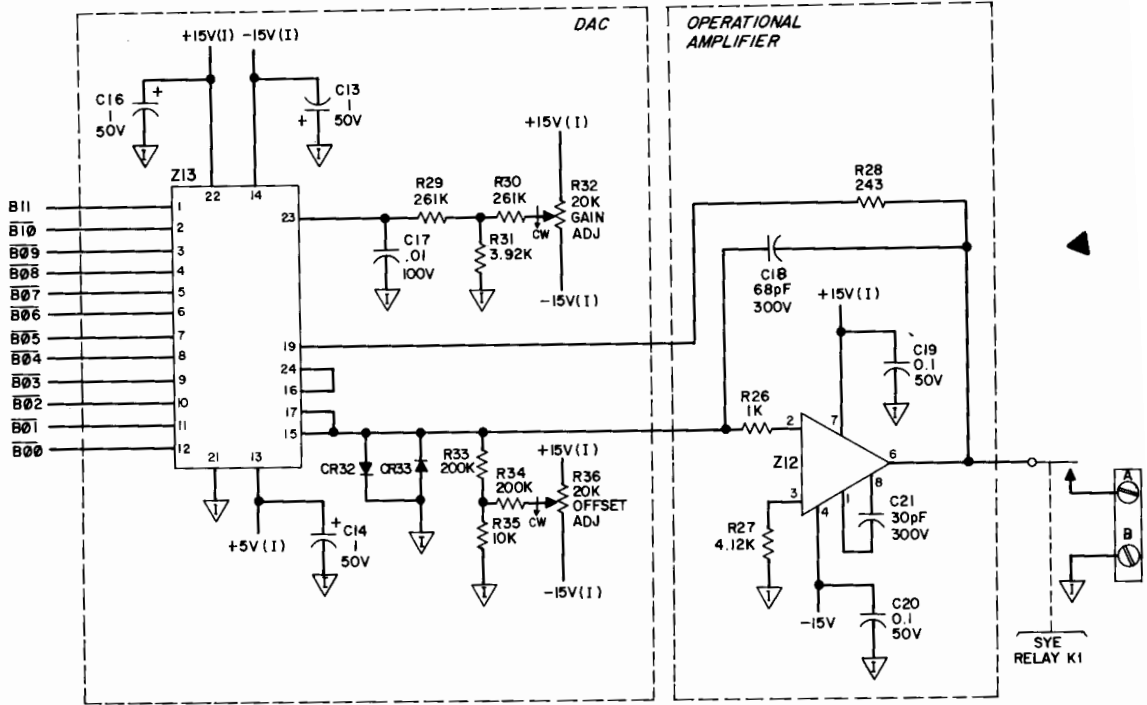 DAC
OPERATIONAL
AMPLIFIER
+15V(I)
-15V(I)
C16
1
50V
+
C13
1
50V
+
I
I
Z13
22
14
B11
B10
B09
B08
B07
B06
B05
B04
B03
B02
B01
B00
1
2
3
4
5
6
7
8
9
10
11
12
23
19
24
16
17
15
21
13
R29
261K
R30
261K
+15V(I)
R32
20K
GAIN
ADJ
CW
-15V(I)
C17
.01
100V
R31
3.92K
I
I
R28
243
C18
68pF
300V
+15V(I)
C19
0.1
50V
I
R26
1K
2
7
6
3
4
1
8
Z12
C21
30pF
300V
R27
4.12K
I
-15V
C20
0.1
50V
I
CR32
CR33
I
R33
200K
R34
200K
R35
10K
I
+15V(I)
R36
20K
OFFSET
ADJ
CW
-15V(I)
I
+5V(I)
C14
1
50V
+
I
A
B
I
SYE
RELAY K1